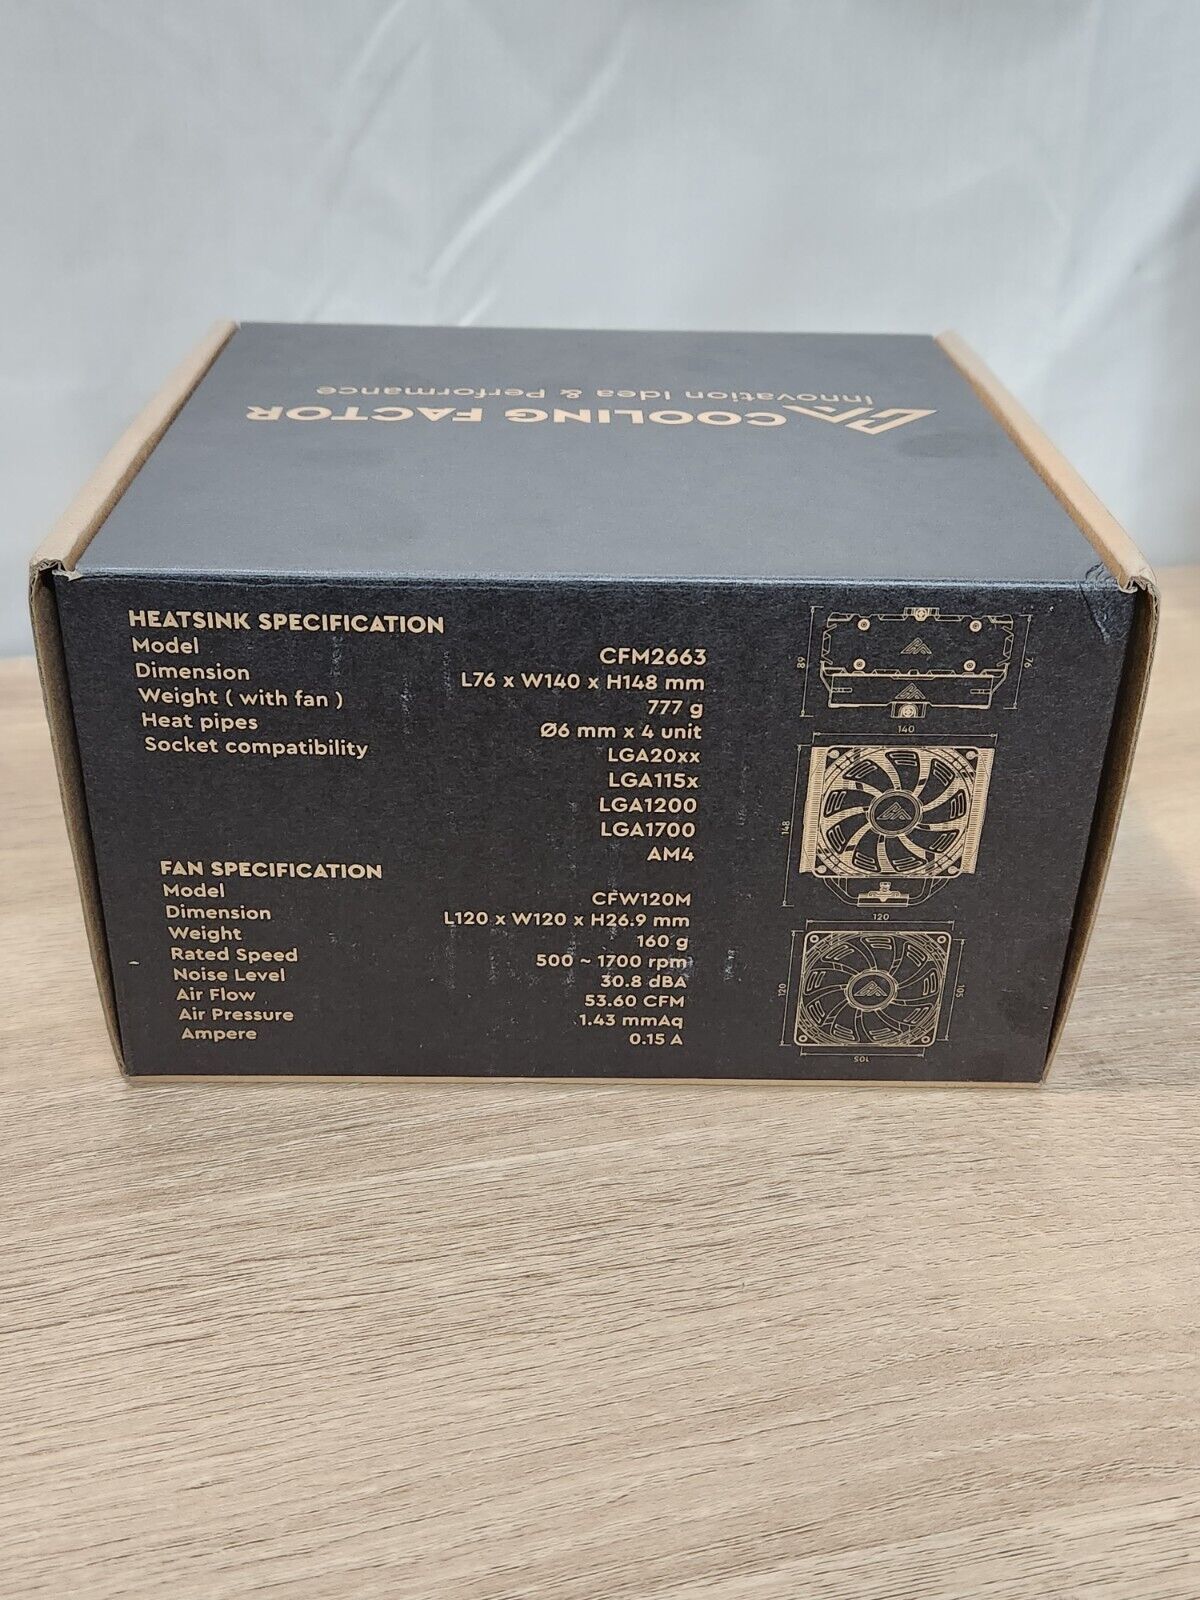 Innovation Idea & Performance
COOLING FACTOR
HEATSINK SPECIFICATION
Model CFM2663
Dimension L76 x W140 x H148 mm
Weight ( with fan ) 777 g
Heat pipes Ø6 mm x 4 unit
Socket compatibility LGA20xx
LGA115x
LGA1200
LGA1700
AM4
FAN SPECIFICATION
Model CFW120M
Dimension L120 x W120 x H26.9 mm
Weight 160 g
Rated Speed 500 ~ 1700 rpm
Noise Level 30.8 dBA
Air Flow 53.60 CFM
Air Pressure 1.43 mmAq
Ampere 0.15 A
89
76
140
148
120
120
105
105